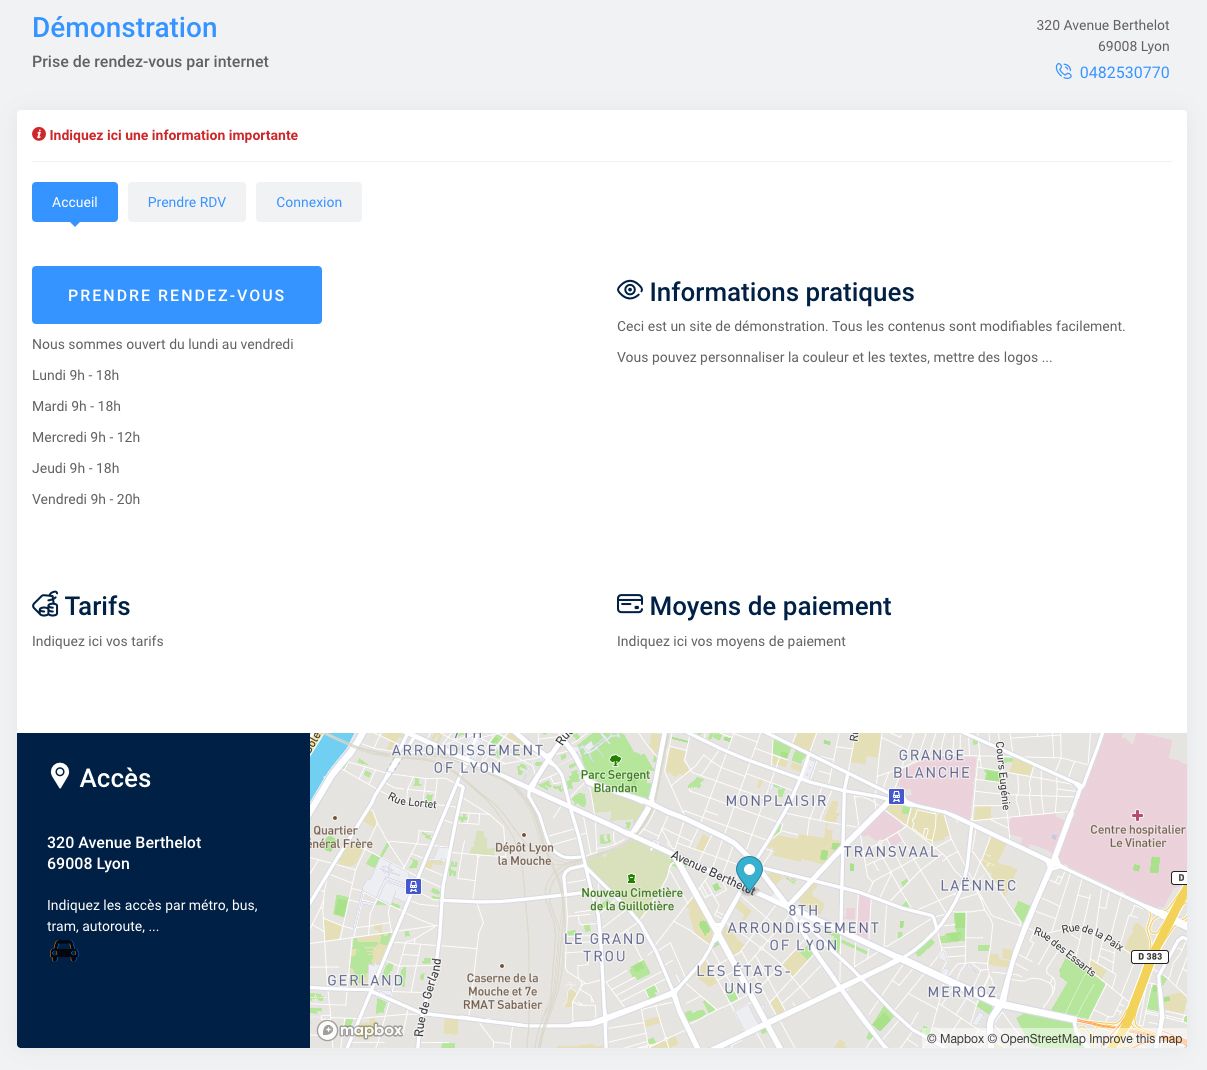 Démonstration
Prise de rendez-vous par internet
320 Avenue Berthelot
69008 Lyon
0482530770
Indiquez ici une information importante
Accueil
Prendre RDV
Connexion
PRENDRE RENDEZ-VOUS
Nous sommes ouvert du lundi au vendredi
Lundi 9h - 18h
Mardi 9h - 18h
Mercredi 9h - 12h
Jeudi 9h - 18h
Vendredi 9h - 20h
Informations pratiques
Ceci est un site de démonstration. Tous les contenus sont modifiables facilement.
Vous pouvez personnaliser la couleur et les textes, mettre des logos ...
Tarifs
Indiquez ici vos tarifs
Moyens de paiement
Indiquez ici vos moyens de paiement
Accès
320 Avenue Berthelot
69008 Lyon
Indiquez les accès par métro, bus,
tram, autoroute, ...
ARRONDISSEMENT
OF LYON
Rue Lortet
Quartier
énéral Frère
Dépôt Lyon
la Mouche
Parc Sergent
Blandan
MONPLAISIR
GRANGE
BLANCHE
Cours Eugénie
Centre hospitalier
Le Vinatier
TRANSVAAL
Avenue Berthelot
LAËNNEC
D
Nouveau Cimetière
de la Guillotière
8TH
ARRONDISSEMENT
OF LYON
LE GRAND
TROU
LES ÉTATS-
UNIS
Rue de la Paix
Rue des Essarts
D 383
GERLAND
Rue de Gerland
Caserne de la
Mouche et 7e
RMAT Sabatier
MERMOZ
mapbox
© Mapbox © OpenStreetMap Improve this map